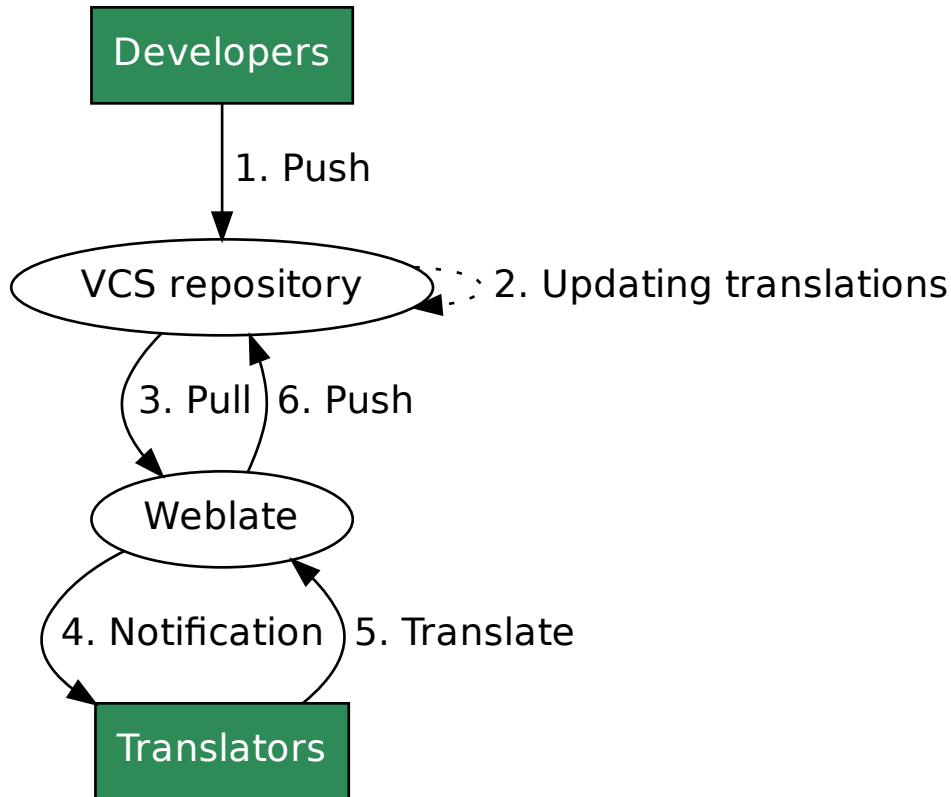 Developers
1. Push
VCS repository
2. Updating translations
3. Pull
6. Push
Weblate
4. Notification
5. Translate
Translators